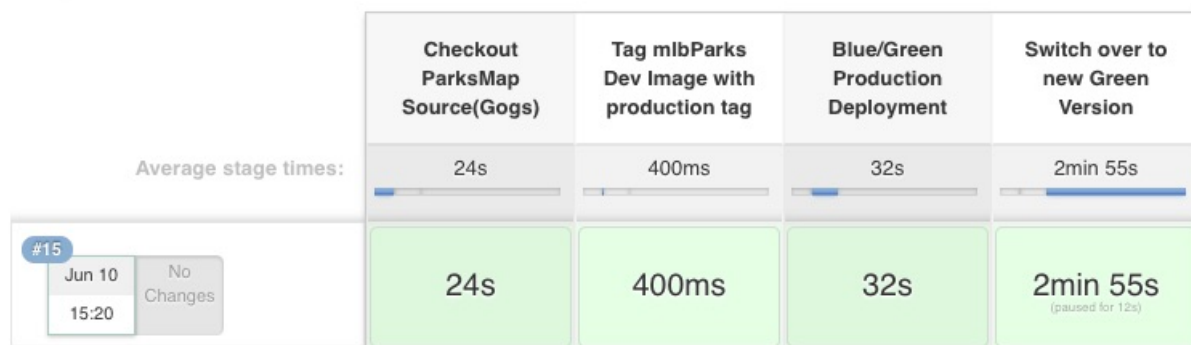 Checkout
ParksMap
Source(Gogs)
Tag mlbParks
Dev Image with
production tag
Blue/Green
Production
Deployment
Switch over to
new Green
Version
Average stage times:
24s
400ms
32s
2min 55s
#15
Jun 10
15:20
No
Changes
24s
400ms
32s
2min 55s
(paused for 12s)